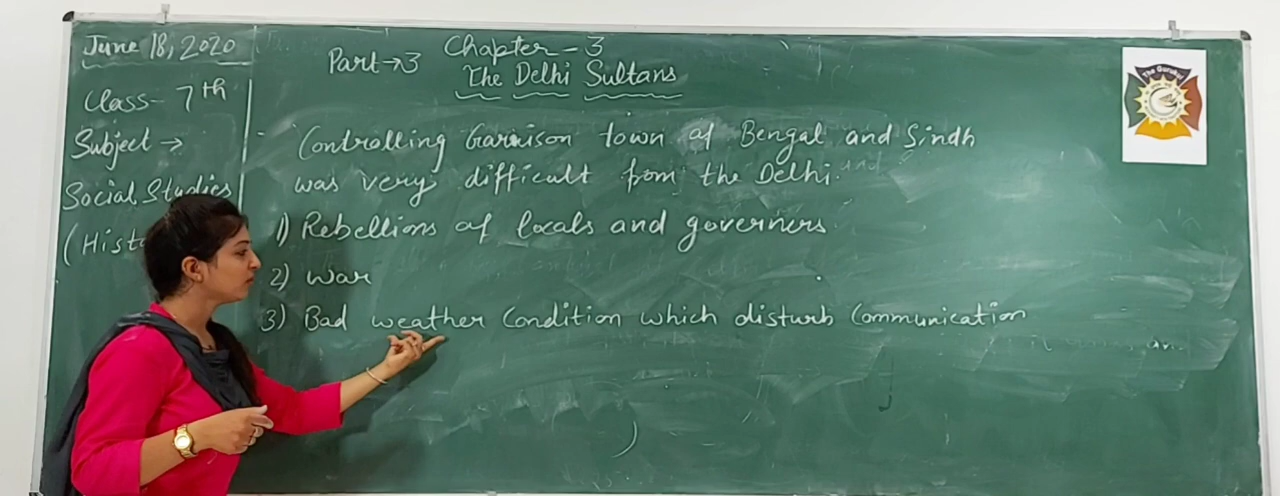 June 18, 2020
Class- 7th
Subject →
Social Studies
(Histo
Part→3
Chapter - 3
The Delhi Sultans
Controlling Garrison town of Bengal and Sindh
was very difficult from the Delhi.
1) Rebellions of locals and governers
2) War
3) Bad weather Condition which disturb Communication